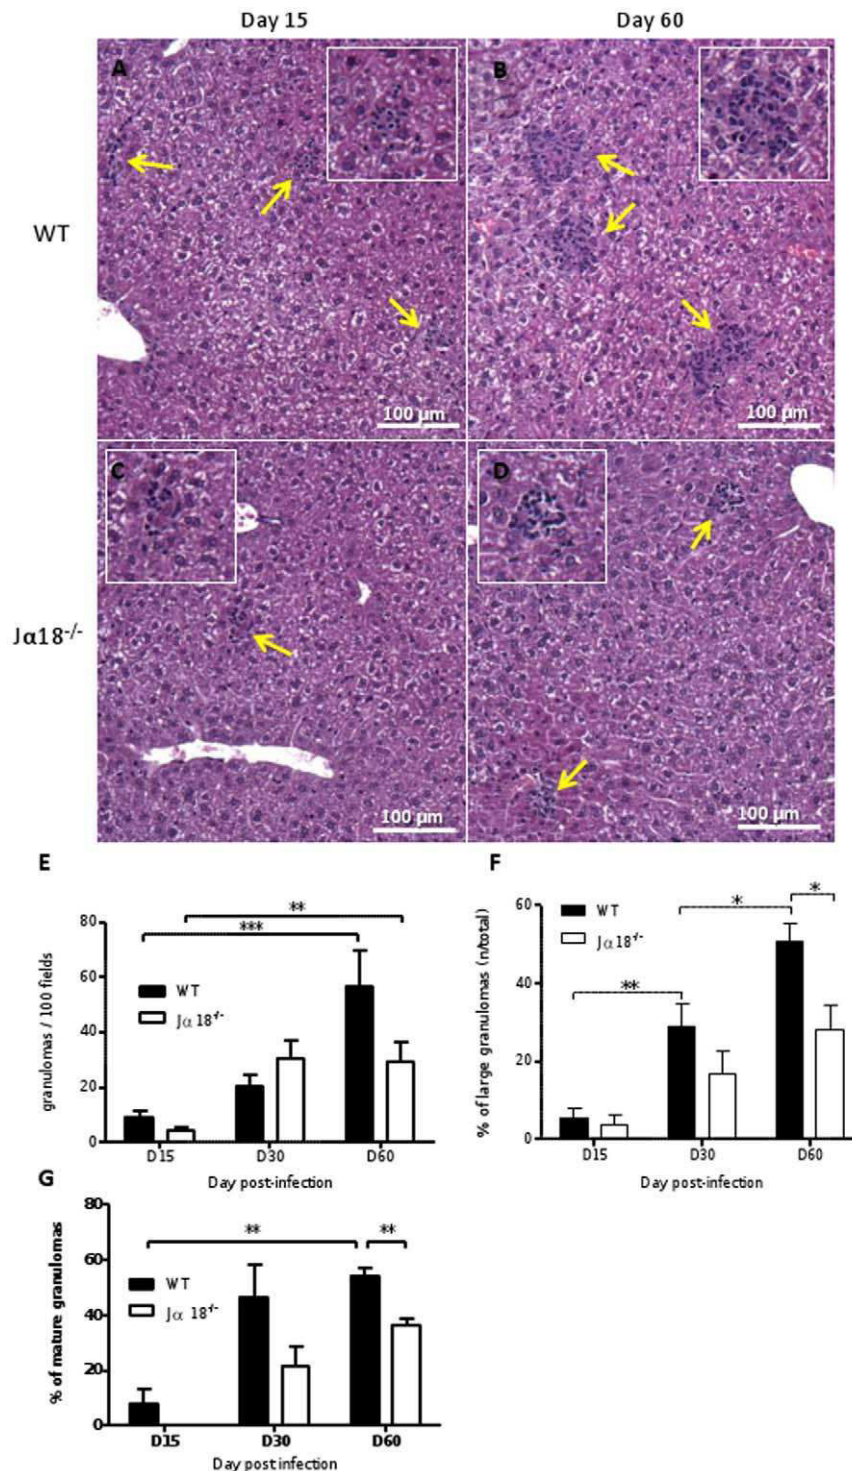 Day 15 Day 60
A B
WT
100 µm 100 µm
C D
Jα18-/-
100 µm 100 µm
E
80
60
40
20
0
granulomas / 100 fields
WT
Jα 18-/-
***
**
D15 D30 D60
Day post-infection
F
60
40
20
0
% of large granulomas (n/total)
WT
Jα18-/-
**
*
*
D15 D30 D60
Day post-infection
G
80
60
40
20
0
% of mature granulomas
WT
Jα 18-/-
**
**
D15 D30 D60
Day post infection